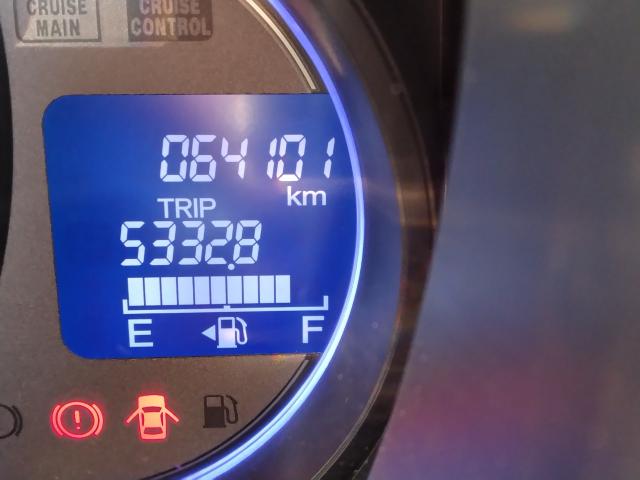 CRUISE MAIN
CRUISE CONTROL
064101
km
TRIP
5332.8
E F